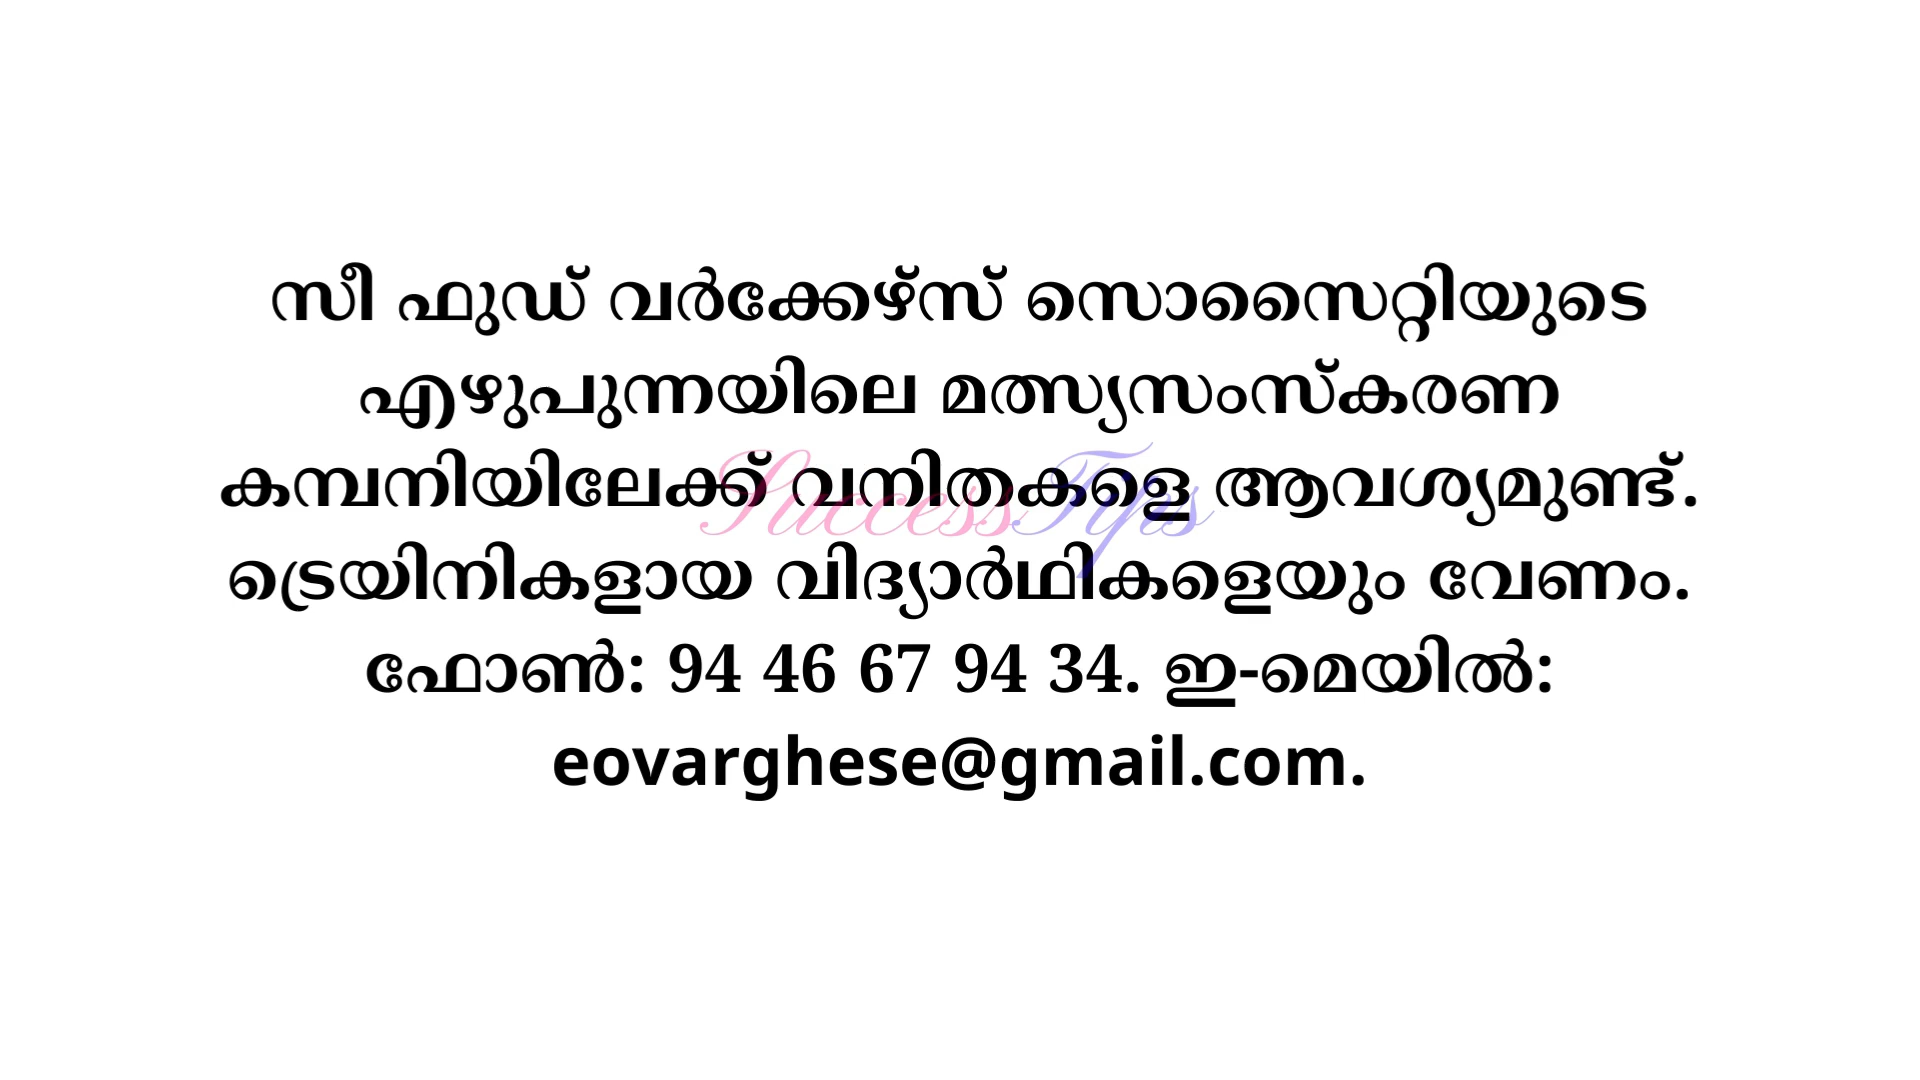 സീ ഫുഡ് വർക്കേഴ്സ് സൊസൈറ്റിയുടെ
എഴുപുന്നയിലെ മത്സ്യസംസ്കരണ
കമ്പനിയിലേക്ക് വനിതകളെ ആവശ്യമുണ്ട്.
SuccessTips
ട്രെയിനികളായ വിദ്യാർഥികളെയും വേണം.
ഫോൺ: 94 46 67 94 34. ഇ-മെയിൽ:
eovarghese@gmail.com.